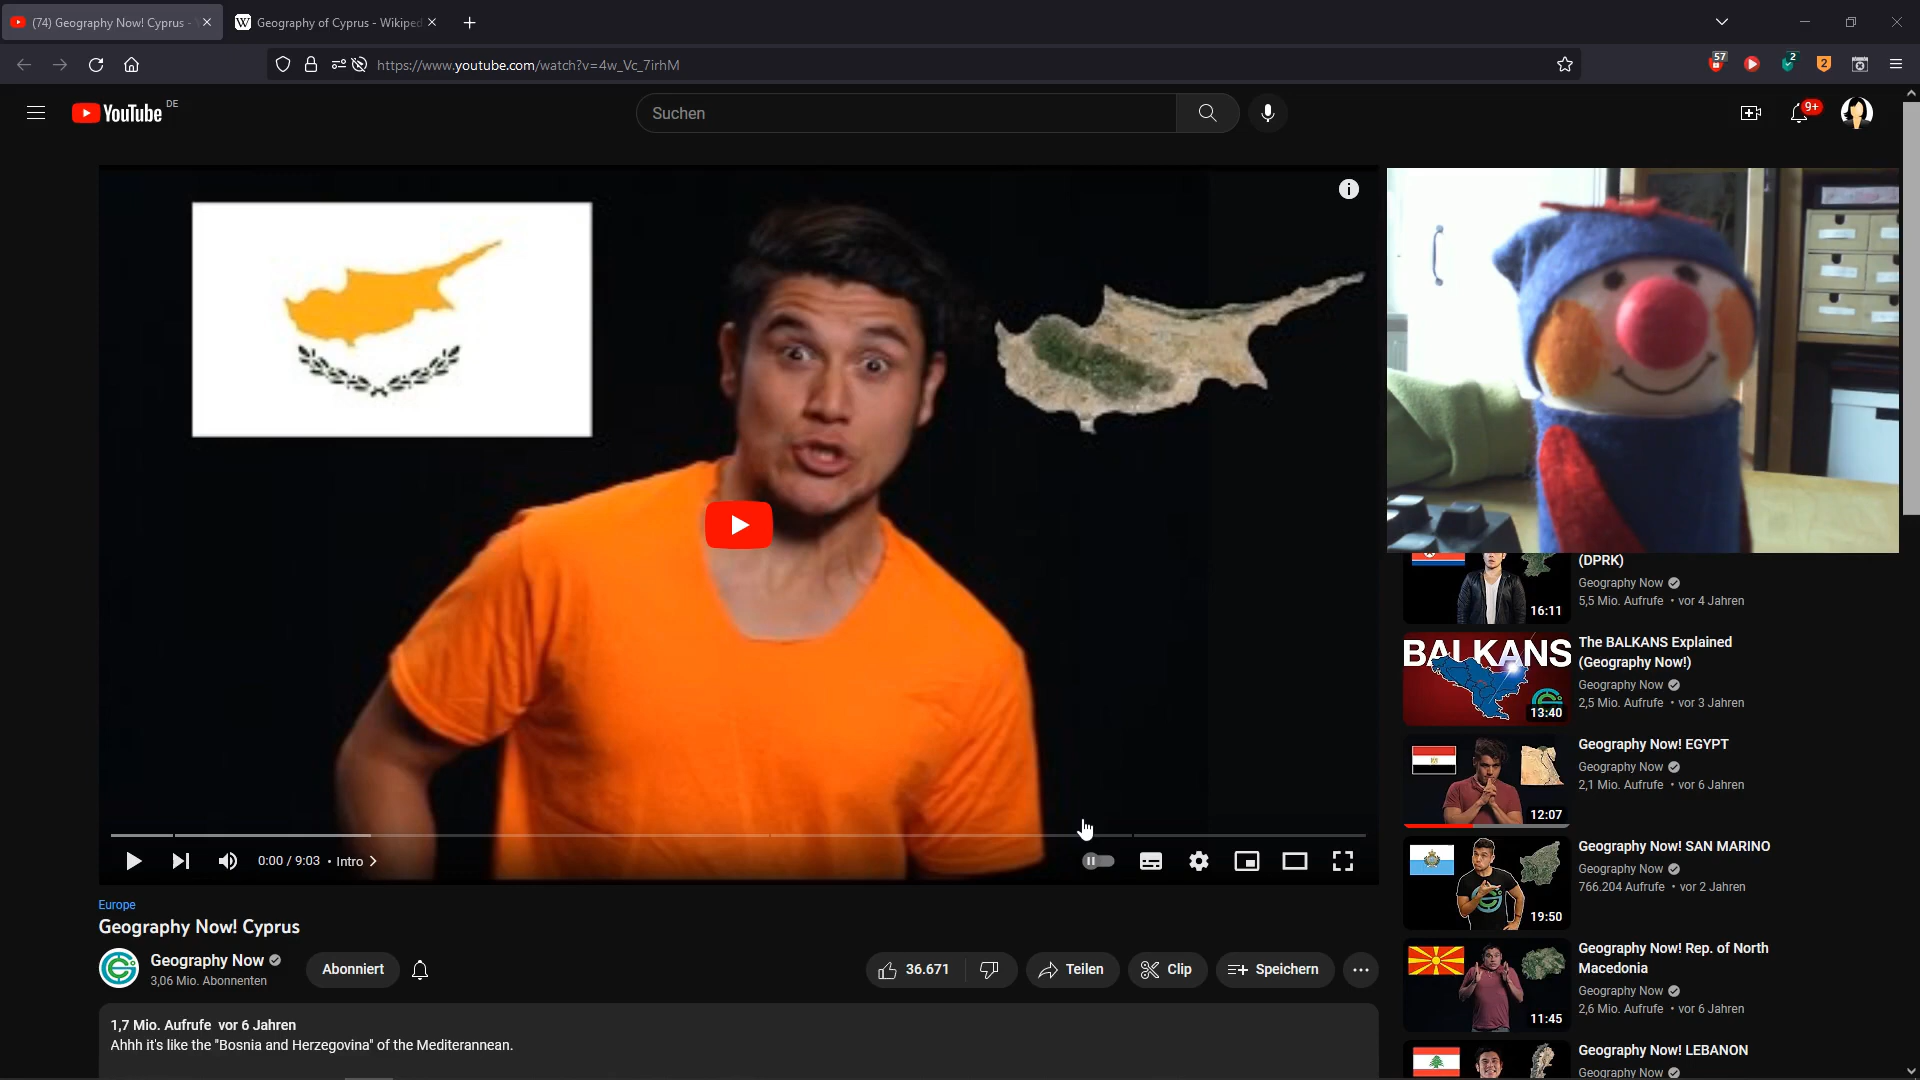 (74) Geography Now! Cyprus -
Geography of Cyprus - Wikiped
https://www.youtube.com/watch?v=4w_Vc_7irhM
57
2
2
YouTube DE
Suchen
9+
0:00 / 9:03 • Intro
Europe
Geography Now! Cyprus
Geography Now
3,06 Mio. Abonnenten
Abonniert
36.671
Teilen
Clip
Speichern
1,7 Mio. Aufrufe vor 6 Jahren
Ahhh it's like the "Bosnia and Herzegovina" of the Mediterannean.
(DPRK)
Geography Now
5,5 Mio. Aufrufe • vor 4 Jahren
16:11
BALKANS
13:40
The BALKANS Explained
(Geography Now!)
Geography Now
2,5 Mio. Aufrufe • vor 3 Jahren
12:07
Geography Now! EGYPT
Geography Now
2,1 Mio. Aufrufe • vor 6 Jahren
19:50
Geography Now! SAN MARINO
Geography Now
766.204 Aufrufe • vor 2 Jahren
11:45
Geography Now! Rep. of North
Macedonia
Geography Now
2,6 Mio. Aufrufe • vor 6 Jahren
Geography Now! LEBANON
Geography Now